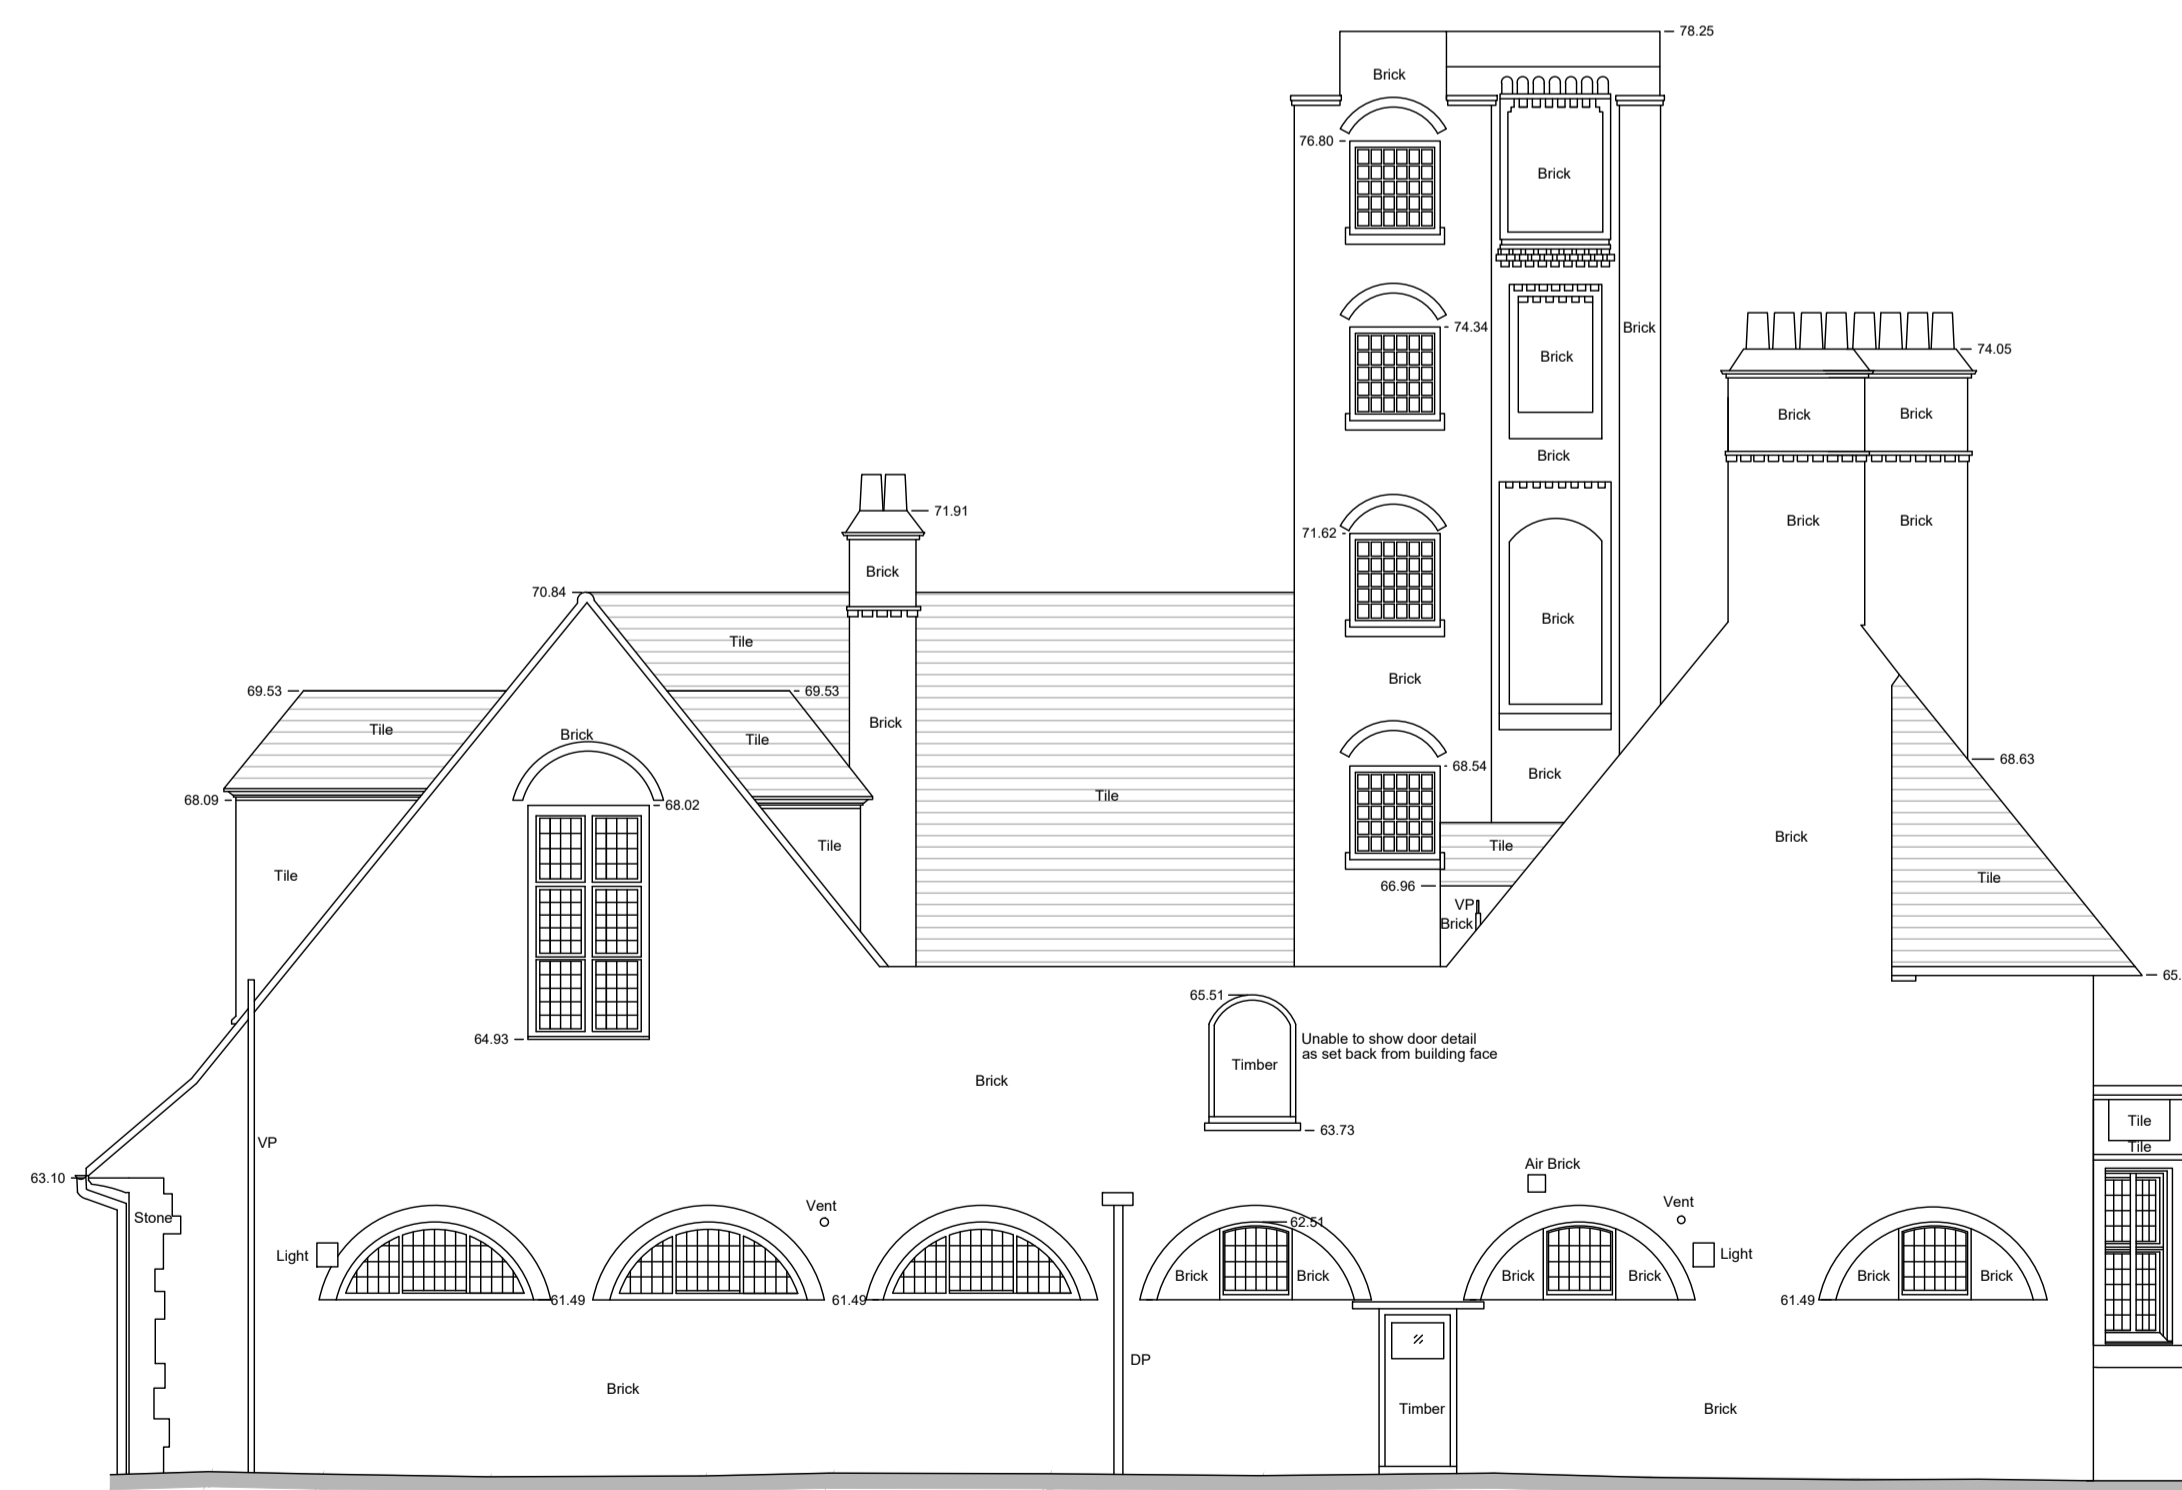 78.25
Brick
76.80
Brick
74.34
Brick
Brick
74.05
Brick
Brick
Brick
71.91
Brick
Brick
71.62
Brick
70.84
Brick
Tile
Brick
69.53
69.53
Brick
Tile
Brick
Tile
68.54
Brick
68.63
68.09
68.02
Tile
Tile
Tile
Brick
Tile
Tile
66.96
Tile
VP
Brick
65.
65.51
64.93
Unable to show door detail
as set back from building face
Timber
Brick
Tile
63.73
VP
Tile
Air Brick
63.10
Stone
Vent
Vent
62.51
Light
Light
Brick
Brick
Brick
Brick
Brick
Brick
61.49
61.49
61.49
DP
Brick
Timber
Brick